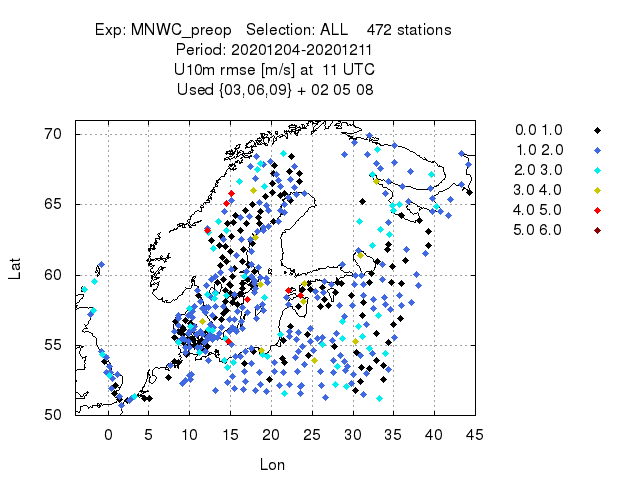 Exp: MNWC_preop Selection: ALL 472 stations
Period: 20201204-20201211
U10m rmse [m/s] at 11 UTC
Used {03,06,09} + 02 05 08
70
65
60
55
50
Lat
0 5 10 15 20 25 30 35 40 45
Lon
0.0 1.0
1.0 2.0
2.0 3.0
3.0 4.0
4.0 5.0
5.0 6.0